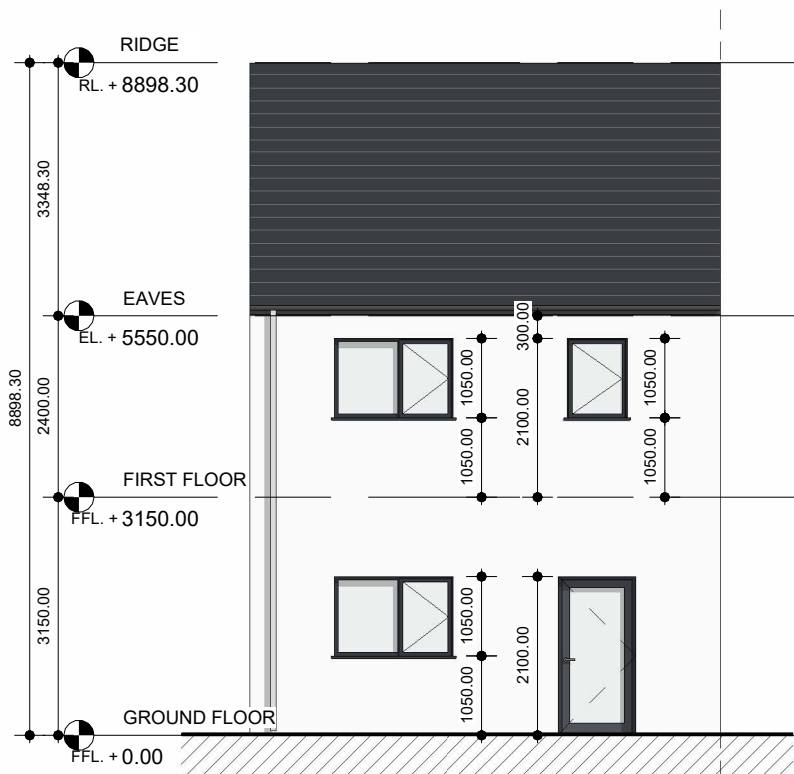 RIDGE
RL. + 8898.30
3348.30
EAVES
EL. + 5550.00
300.00
8898.30
2400.00
1050.00
2100.00
1050.00
1050.00
1050.00
FIRST FLOOR
FFL. + 3150.00
3150.00
1050.00
2100.00
1050.00
GROUND FLOOR
FFL. + 0.00